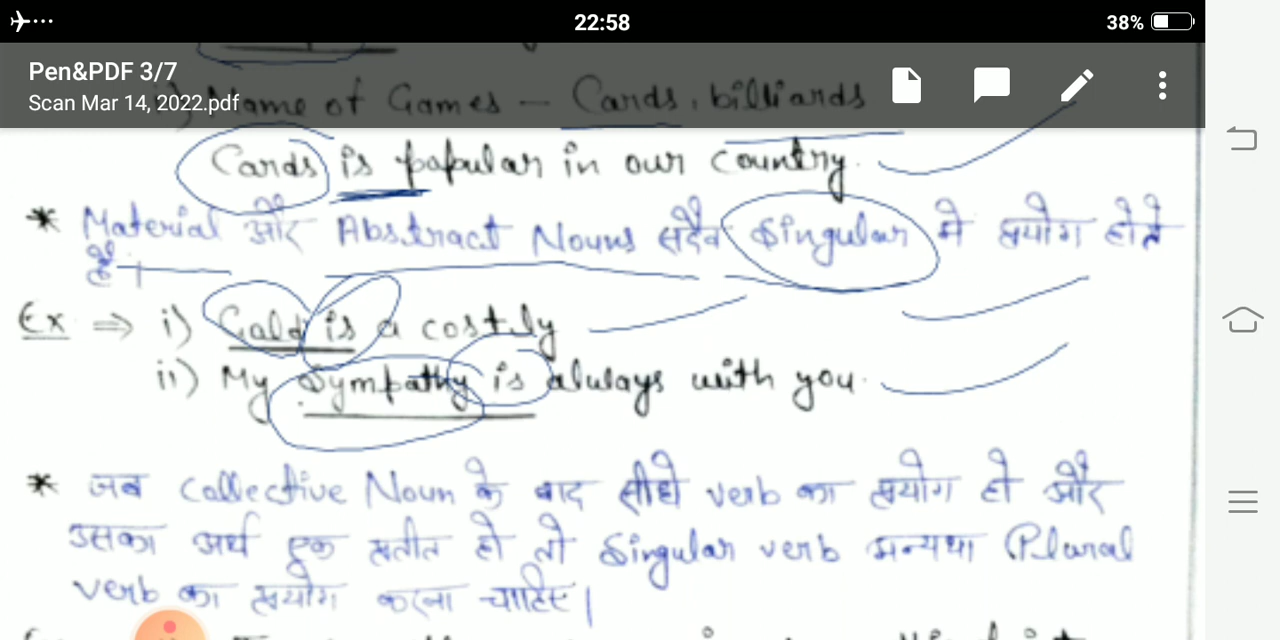 22:58
38%
Pen&PDF 3/7
Scan Mar 14, 2022.pdf
Name of Games — Cards, billiards
Cards is popular in our country.
* Material और Abstract Nouns सदैव Singular मे प्रयोग होते
है।
Ex ⇒ i) Gold is a costly
ii) My Sympathy is always with you.
* जब Collective Noun के बाद सीधे verb का प्रयोग हो और
उसका अर्थ एक प्रतीत हो तो Singular verb अन्यथा Plural
verb का प्रयोग करना चाहिए।